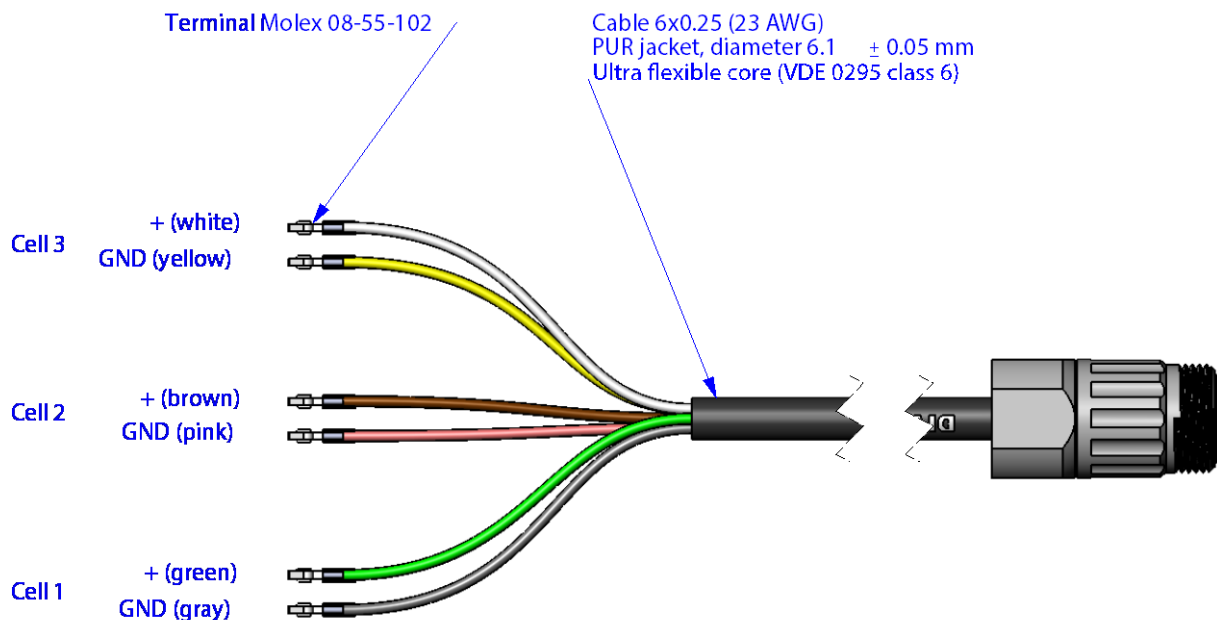 Terminal Molex 08-55-102
Cable 6x0.25 (23 AWG)
PUR jacket, diameter 6.1 ± 0.05 mm
Ultra flexible core (VDE 0295 class 6)
+ (white)
Cell 3
GND (yellow)
+ (brown)
Cell 2
GND (pink)
+ (green)
Cell 1
GND (gray)